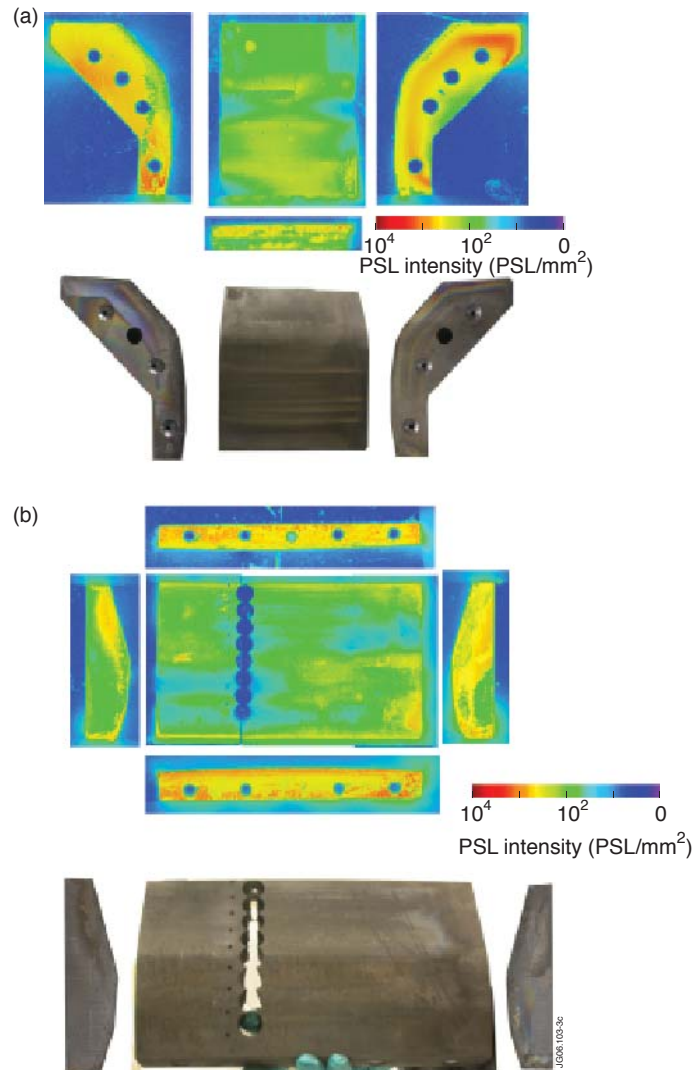 (a)
10⁴ 10² 0
PSL intensity (PSL/mm²)
(b)
10⁴ 10² 0
PSL intensity (PSL/mm²)
JG06.103-3c